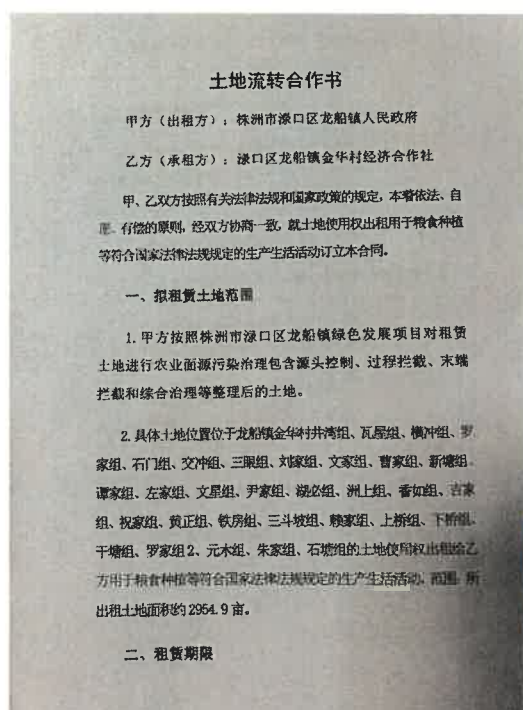 土地流转合作书
甲方（出租方）：株洲市渌口区龙船镇人民政府
乙方（承租方）：渌口区龙船镇金华村经济合作社
甲、乙双方按照有关法律法规和国家政策的规定，本着依法、自
愿、有偿的原则，经双方协商一致，就土地使用权出租用于粮食种植
等符合国家法律法规规定的生产生活活动订立本合同。
一、拟租赁土地范围
1.甲方按照株洲市渌口区龙船镇绿色发展项目对租赁
土地进行农业面源污染治理包含源头控制、过程拦截、末端
拦截和综合治理等整理后的土地。
2.具体土地位置位于龙船镇金华村井湾组、瓦屋组、横冲组、罗
家组、石门组、交冲组、三眼组、刘家组、文家组、曹家组、新塘组、
谭家组、左家组、文星组、尹家组、湖必组、洲上组、香如组、吉家
组、祝家组、黄正组、铁房组、三斗坡组、赖家组、上桥组、下桥组、
干塘组、罗家组2、元木组、朱家组、石塘组的土地使用权出租给乙
方用于粮食种植等符合国家法律法规规定的生产生活活动，范围 所
出租土地面积约2954.9亩。
二、租赁期限